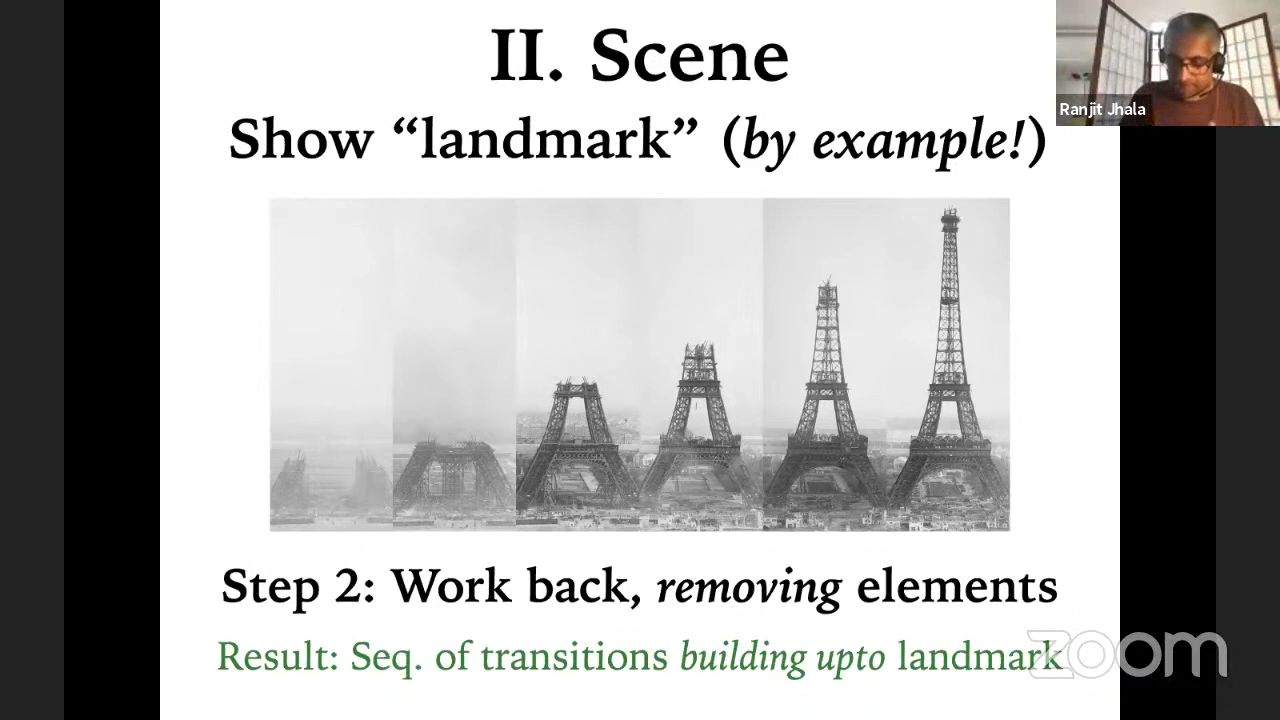 II. Scene
Show “landmark” (by example!)
Ranjit Jhala
Step 2: Work back, removing elements
Result: Seq. of transitions building upto landmark
zoom